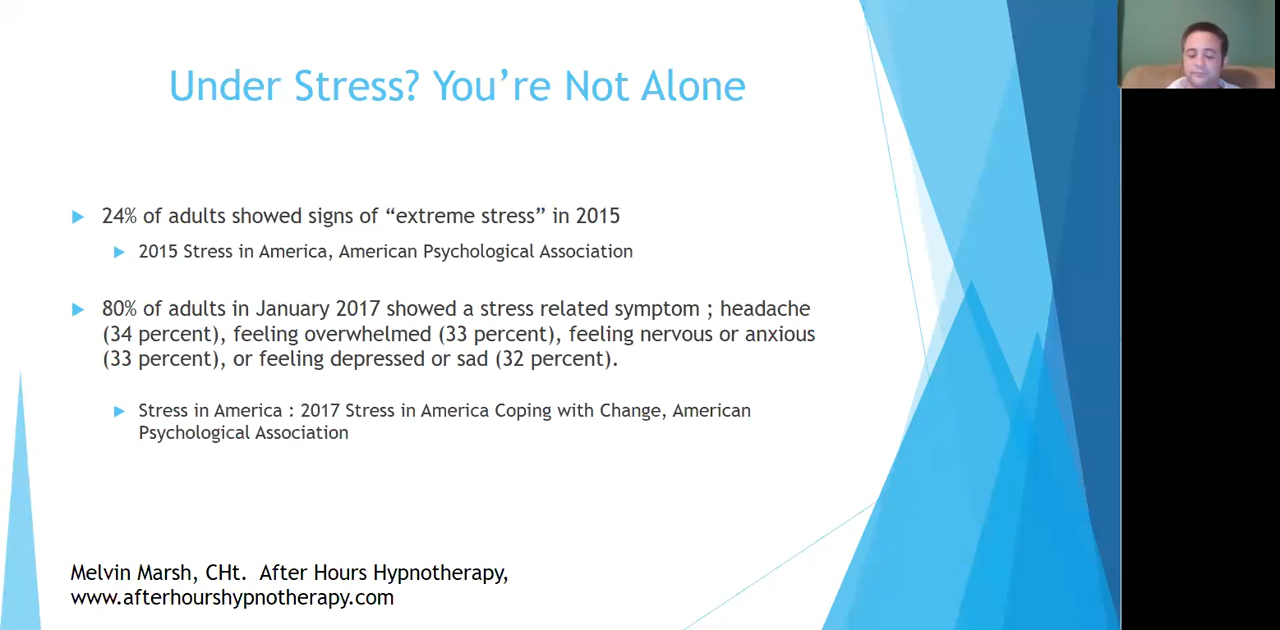 Under Stress? You're Not Alone
24% of adults showed signs of “extreme stress” in 2015
2015 Stress in America, American Psychological Association
80% of adults in January 2017 showed a stress related symptom ; headache
(34 percent), feeling overwhelmed (33 percent), feeling nervous or anxious
(33 percent), or feeling depressed or sad (32 percent).
Stress in America : 2017 Stress in America Coping with Change, American
Psychological Association
Melvin Marsh, CHt.  After Hours Hypnotherapy,
www.afterhourshypnotherapy.com